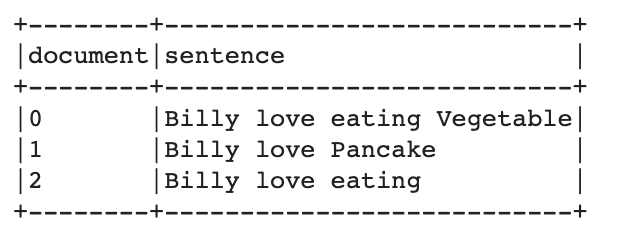 +--------+---------------------------+
|document|sentence                   |
+--------+---------------------------+
|0       |Billy love eating Vegetable|
|1       |Billy love Pancake         |
|2       |Billy love eating          |
+--------+---------------------------+